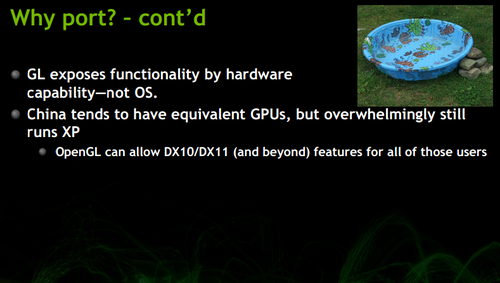 Why port? – cont'd
GL exposes functionality by hardware
capability—not OS.
China tends to have equivalent GPUs, but overwhelmingly still
runs XP
OpenGL can allow DX10/DX11 (and beyond) features for all of those users